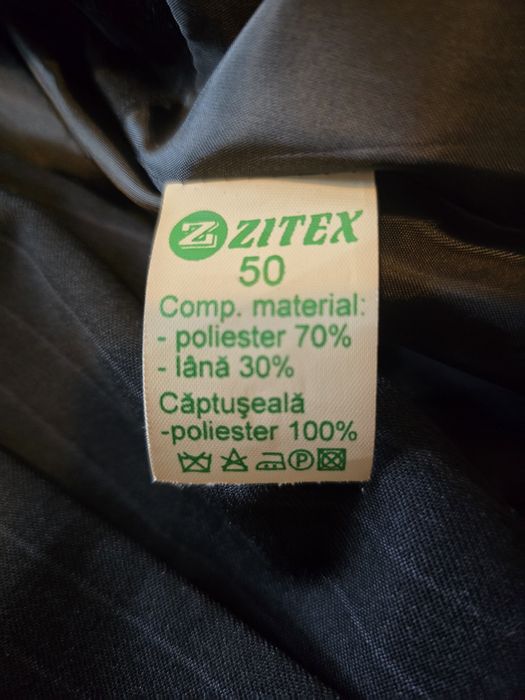 Z ZITEX
50
Comp. material:
- poliester 70%
- lână 30%
Căptuşeală
-poliester 100%
P